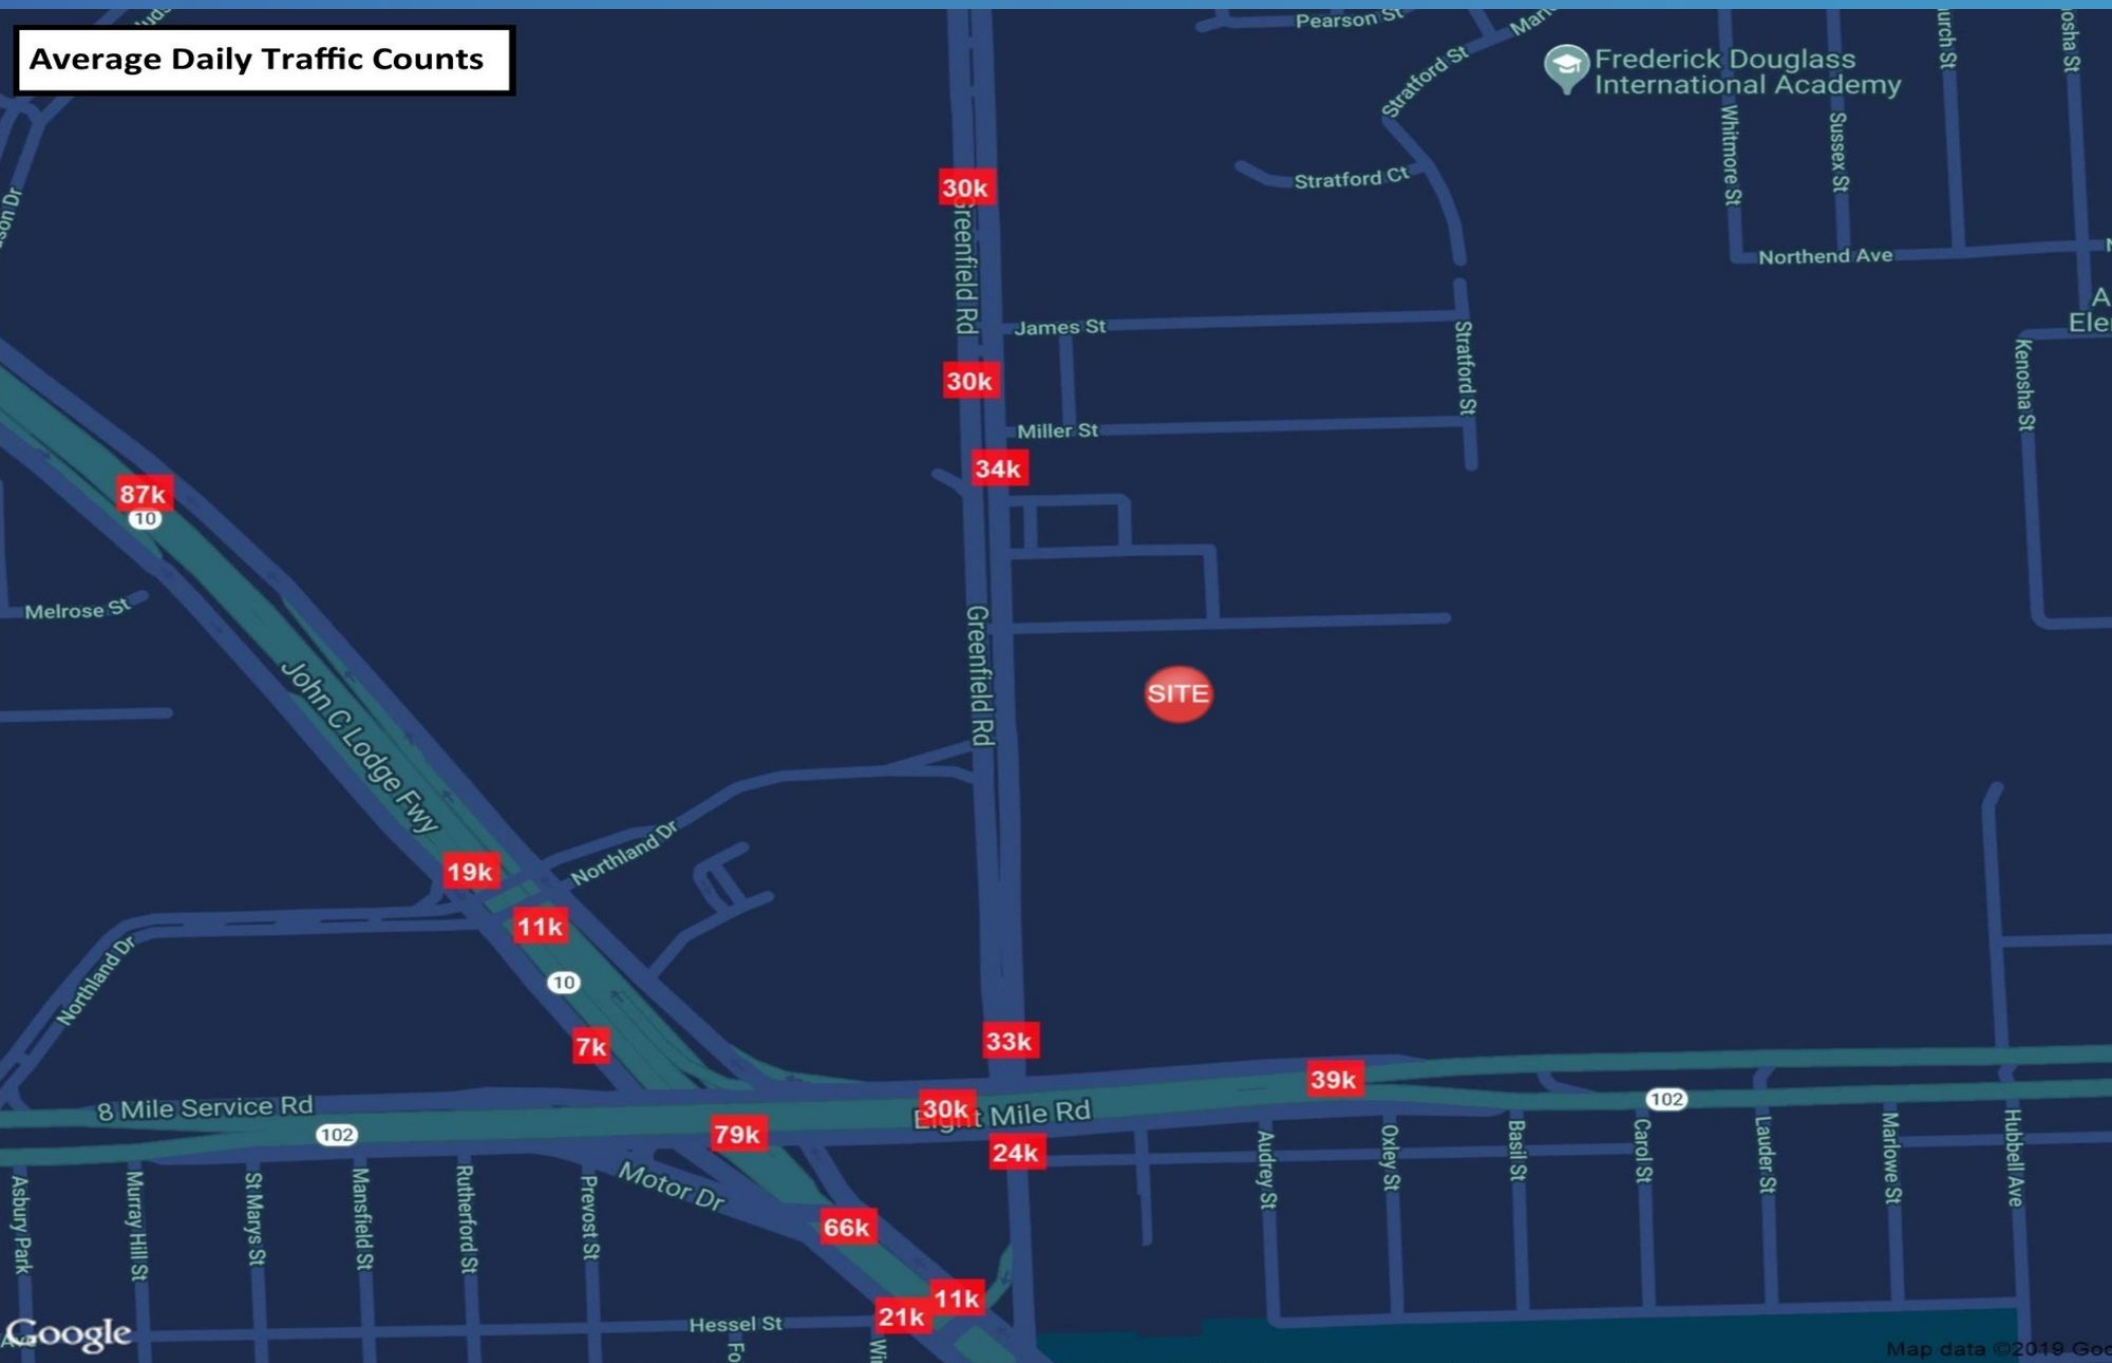 Average Daily Traffic Counts
Pearson St
Stratford St
Frederick Douglass
International Academy
Whitmore St
Sussex St
Stratford Ct
30k
Greenfield Rd
Northend Ave
James St
Stratford St
Kenosha St
30k
Miller St
34k
87k
10
Melrose St
Greenfield Rd
John C Lodge Fwy
SITE
Northland Dr
19k
11k
Northland Dr
10
7k
33k
39k
8 Mile Service Rd
30k
Eight Mile Rd
102
102
79k
24k
Asbury Park
Murray Hill St
St Marys St
Mansfield St
Rutherford St
Prevost St
Motor Dr
Audrey St
Oxley St
Basil St
Carol St
Lauder St
Marlowe St
Hubbell Ave
66k
11k
21k
Hessel St
Google
Map data ©2019 Goo